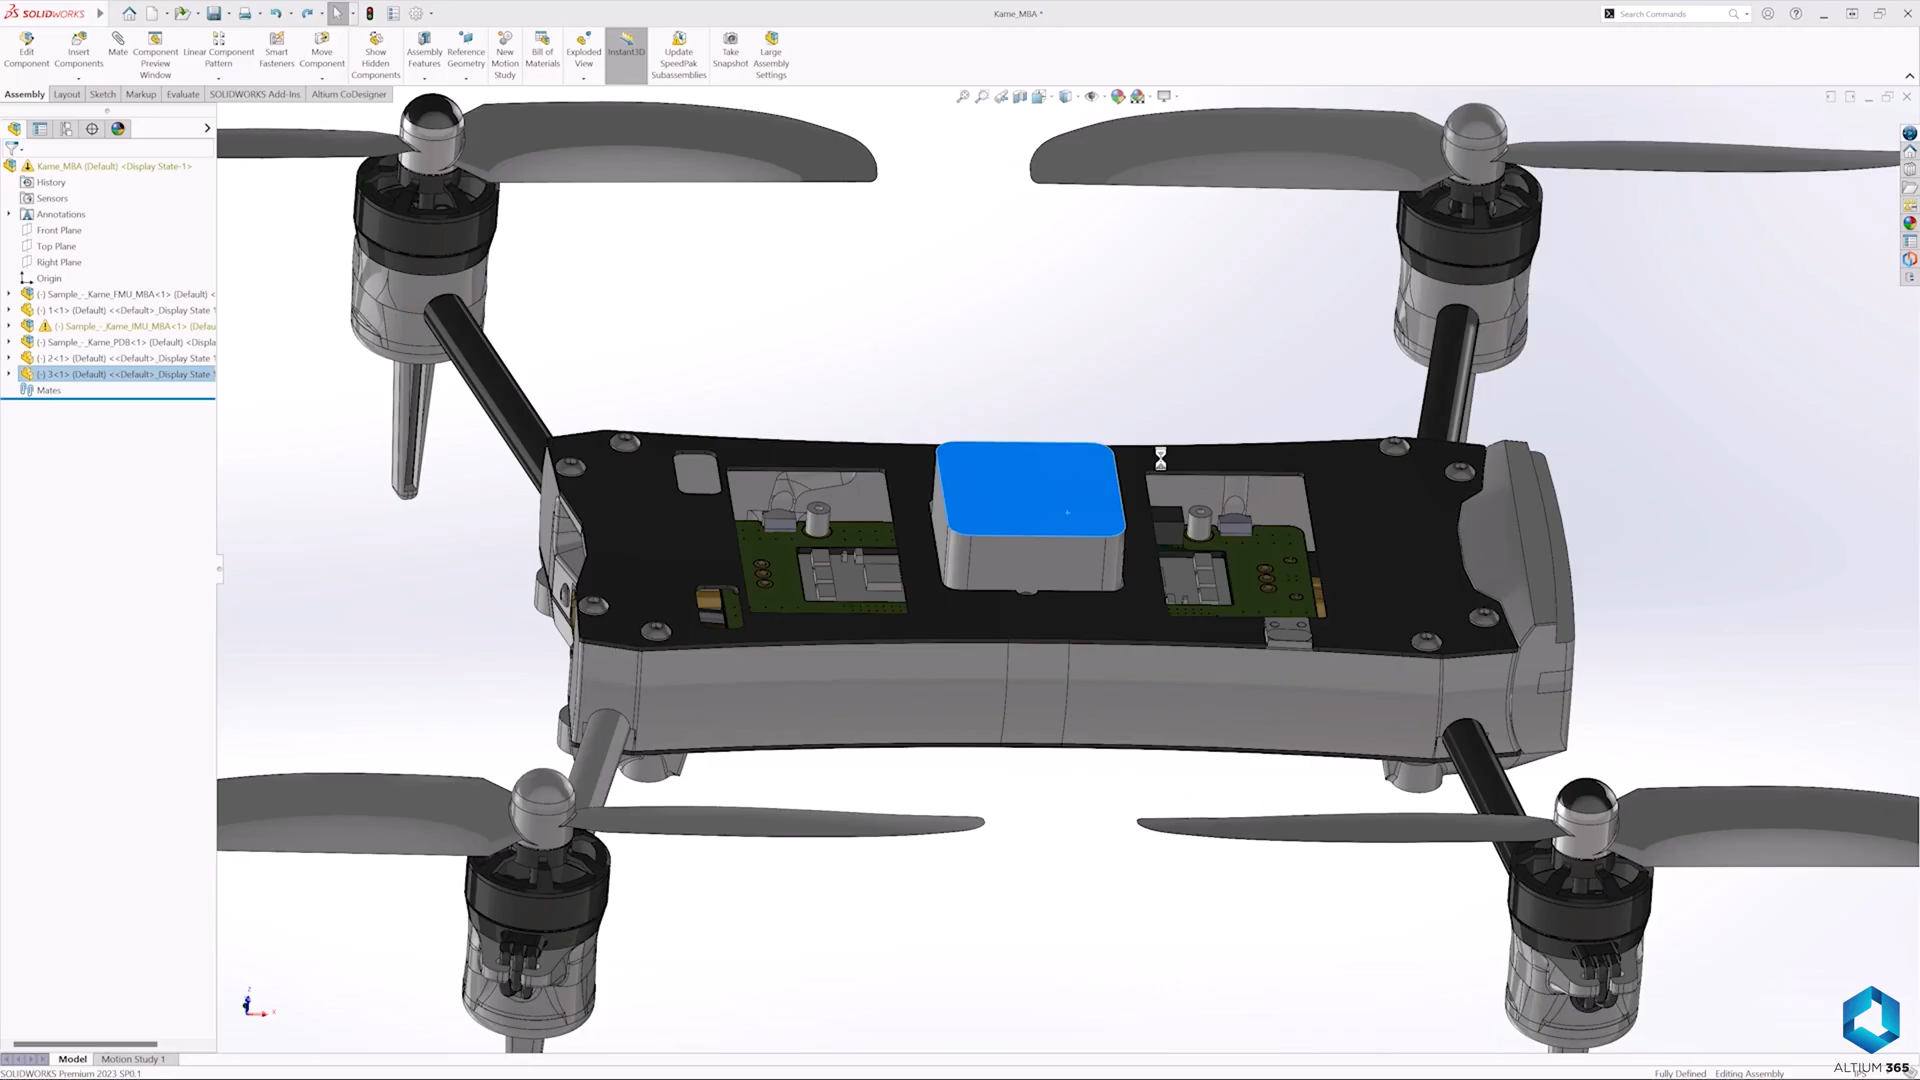 SOLIDWORKS
Kame_MBA *
Search Commands
Edit Component
Insert Components
Mate
Component Preview Window
Linear Component Pattern
Smart Fasteners
Move Component
Show Hidden Components
Assembly Features
Reference Geometry
New Motion Study
Bill of Materials
Exploded View
Instant3D
Update SpeedPak Subassemblies
Take Snapshot
Large Assembly Settings
Assembly Layout Sketch Markup Evaluate SOLIDWORKS Add-Ins Altium CoDesigner
Kame_MBA (Default) <Display State-1>
History
Sensors
Annotations
Front Plane
Top Plane
Right Plane
Origin
(-) Sample_-_Kame_FMU_MBA<1> (Default) <
(-) 1<1> (Default) <<Default>_Display State 1
(-) Sample_-_Kame_IMU_MBA<1> (Defau
(-) Sample_-_Kame_PDB<1> (Default) <Displa
(-) 2<1> (Default) <<Default>_Display State 1
(-) 3<1> (Default) <<Default>_Display State 1
Mates
z
x
Model Motion Study 1
SOLIDWORKS Premium 2023 SP0.1
Fully Defined Editing Assembly
ALTIUM 365